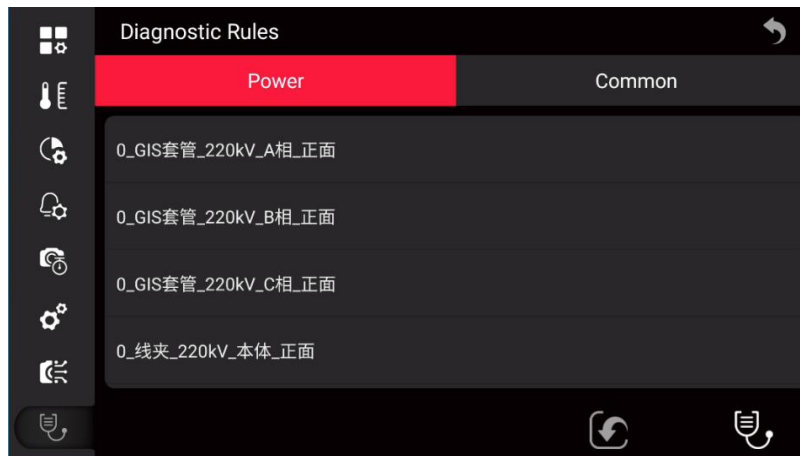 Diagnostic Rules
Power
Common
0_GIS套管_220kV_A相_正面
0_GIS套管_220kV_B相_正面
0_GIS套管_220kV_C相_正面
0_线夹_220kV_本体_正面